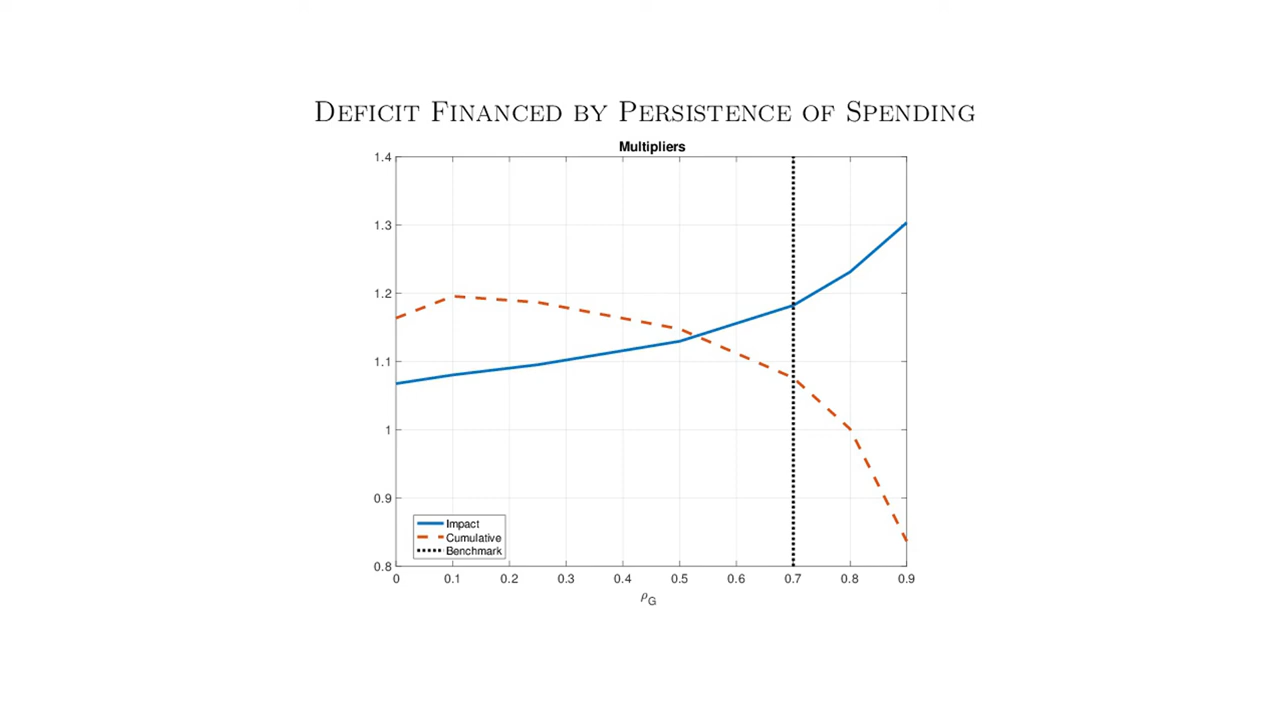 DEFICIT FINANCED BY PERSISTENCE OF SPENDING
Multipliers
1.4
1.3
1.2
1.1
1
0.9
0.8
Impact
Cumulative
Benchmark
0 0.1 0.2 0.3 0.4 0.5 0.6 0.7 0.8 0.9
ρG